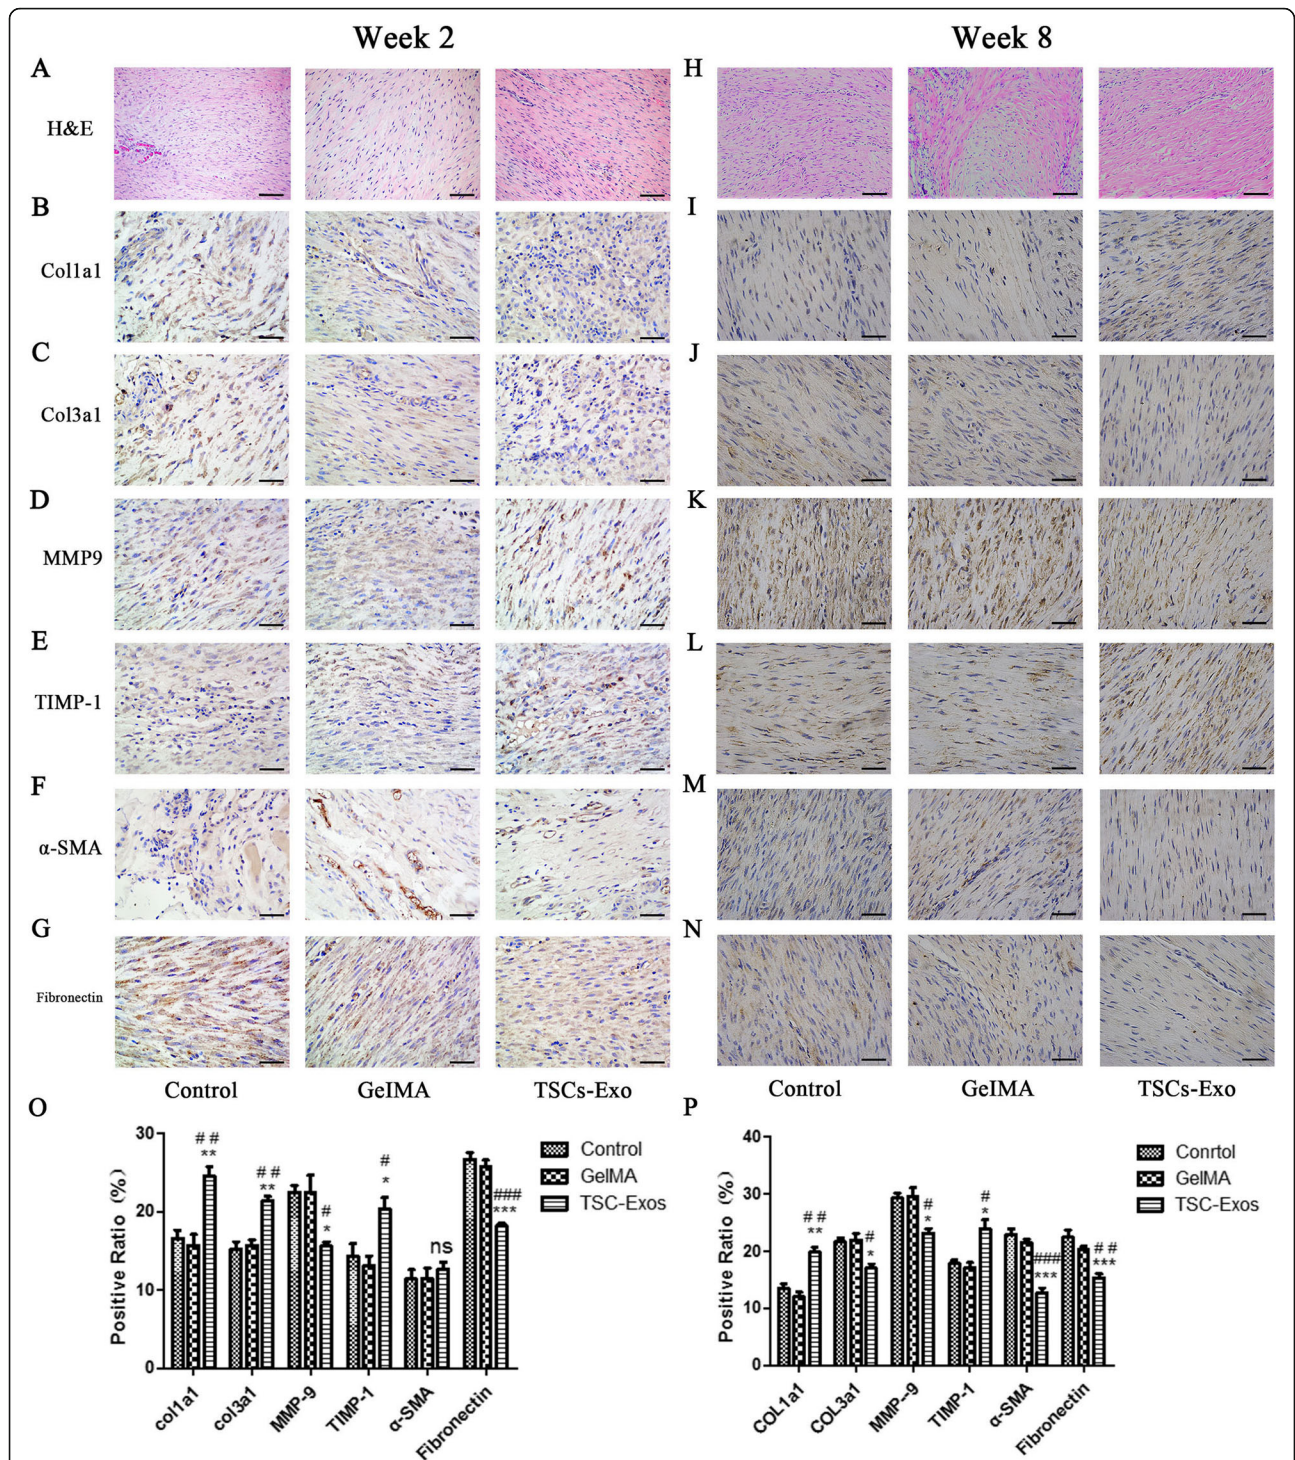 Week 2
Week 8
A
H&E
H
B
Col1a1
I
C
Col3a1
J
D
MMP9
K
E
TIMP-1
L
F
α-SMA
M
G
Fibronectin
N
Control GelMA TSCs-Exo
Control GelMA TSCs-Exo
O
Positive Ratio (%)
30
20
10
0
# #
**
# #
**
#
*
#
*
ns
###
***
Control
GelMA
TSC-Exos
col1a1 col3a1 MMP-9 TIMP-1 α-SMA Fibronectin
P
Positive Ratio (%)
40
30
20
10
0
# #
**
#
*
#
*
#
*
###
***
# #
***
Conrtol
GelMA
TSC-Exos
COL1a1 COL3a1 MMP--9 TIMP-1 α-SMA Fibronectin